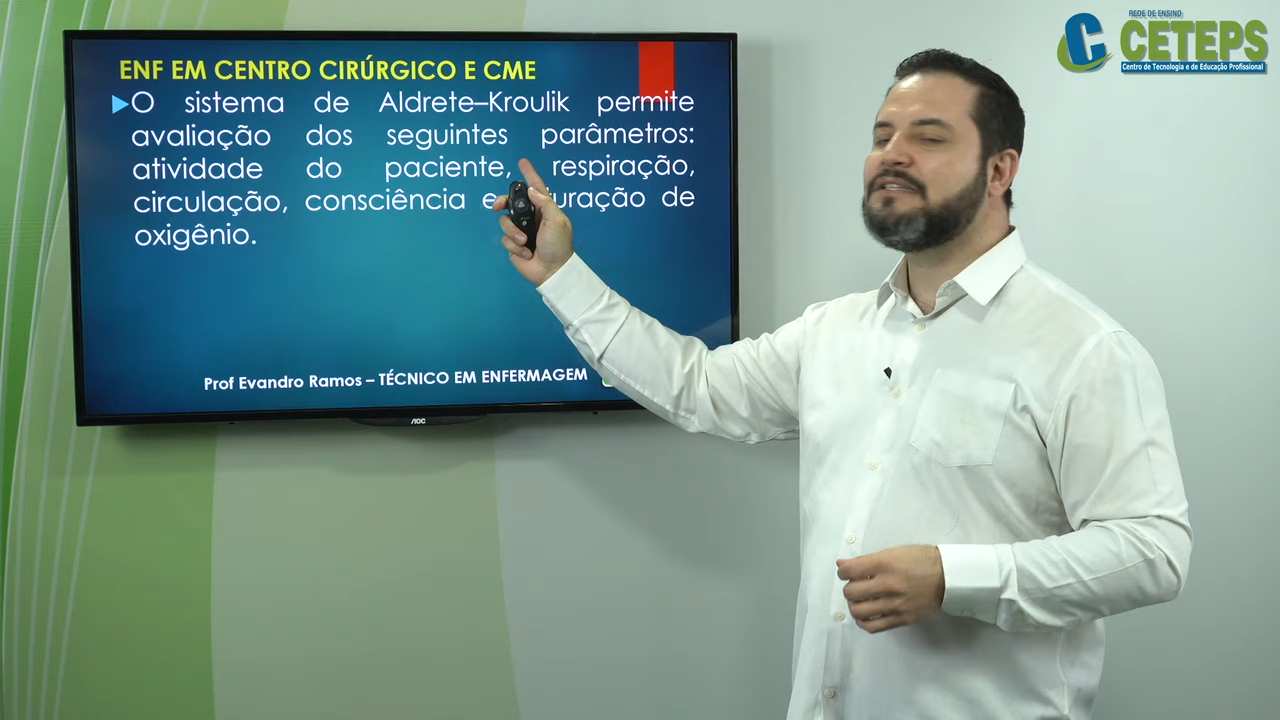 REDE DE ENSINO
CETEPS
Centro de Tecnologia e de Educação Profissional
ENF EM CENTRO CIRÚRGICO E CME
O sistema de Aldrete–Kroulik permite
avaliação dos seguintes parâmetros:
atividade do paciente, respiração,
circulação, consciência e
de
oxigênio.
Prof Evandro Ramos – TÉCNICO EM ENFERMAGEM
AOC